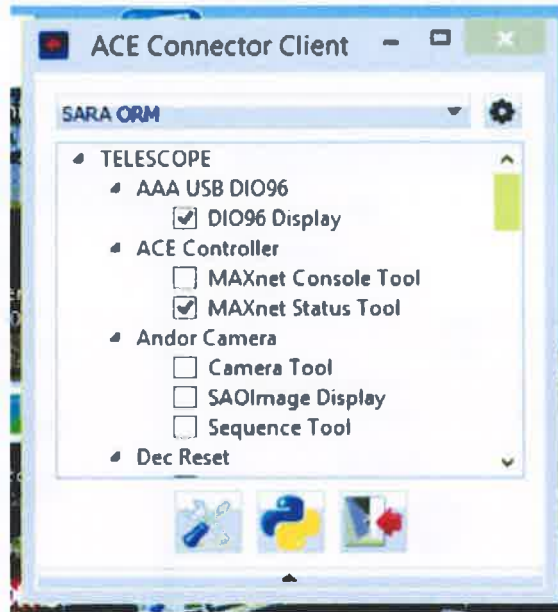 ACE Connector Client
SARA ORM
TELESCOPE
AAA USB DIO96
DIO96 Display
ACE Controller
MAXnet Console Tool
MAXnet Status Tool
Andor Camera
Camera Tool
SAOImage Display
Sequence Tool
Dec Reset